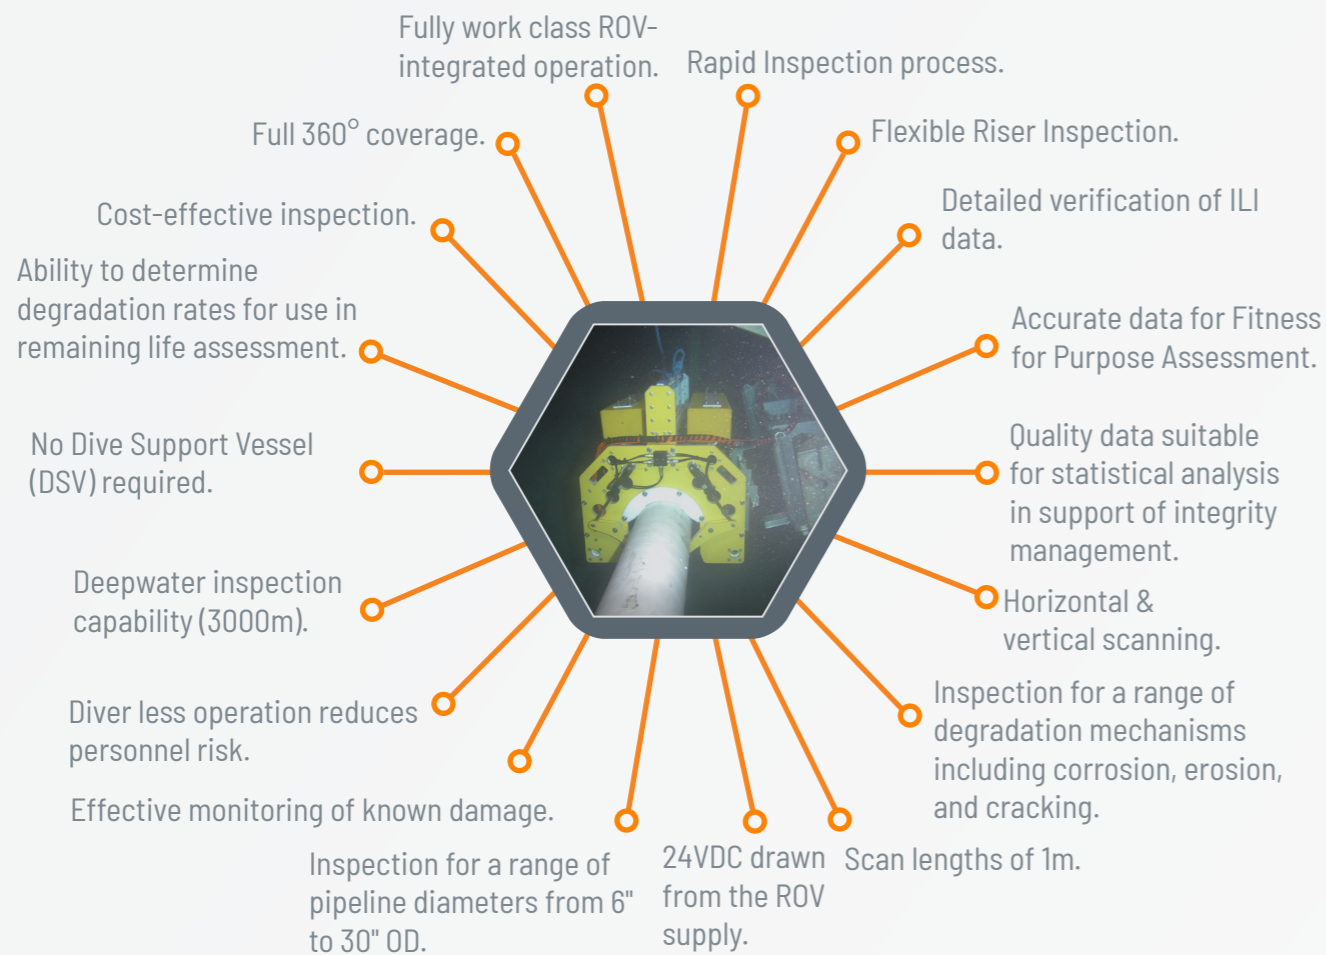 Fully work class ROV-
integrated operation.
Rapid Inspection process.
Full 360° coverage.
Flexible Riser Inspection.
Cost-effective inspection.
Detailed verification of ILI
data.
Ability to determine
degradation rates for use in
remaining life assessment.
Accurate data for Fitness
for Purpose Assessment.
No Dive Support Vessel
(DSV) required.
Quality data suitable
for statistical analysis
in support of integrity
management.
Deepwater inspection
capability (3000m).
Horizontal &
vertical scanning.
Diver less operation reduces
personnel risk.
Inspection for a range of
degradation mechanisms
including corrosion, erosion,
and cracking.
Effective monitoring of known damage.
Inspection for a range of
pipeline diameters from 6"
to 30" OD.
24VDC drawn
from the ROV
supply.
Scan lengths of 1m.